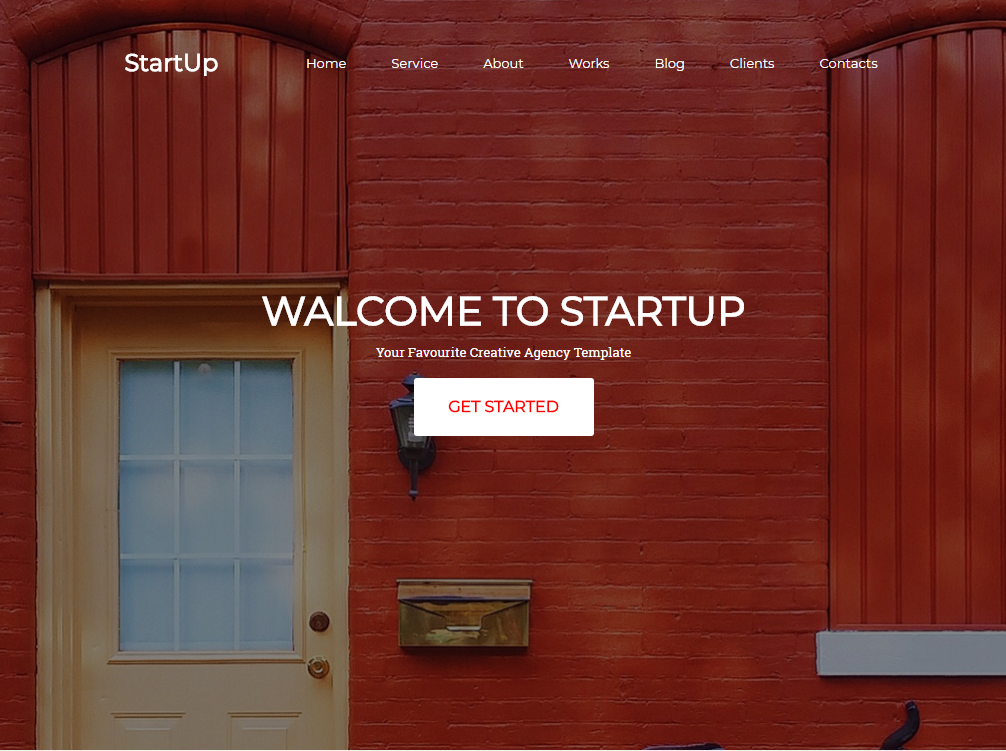 StartUp
Home Service About Works Blog Clients Contacts
WALCOME TO STARTUP
Your Favourite Creative Agency Template
GET STARTED